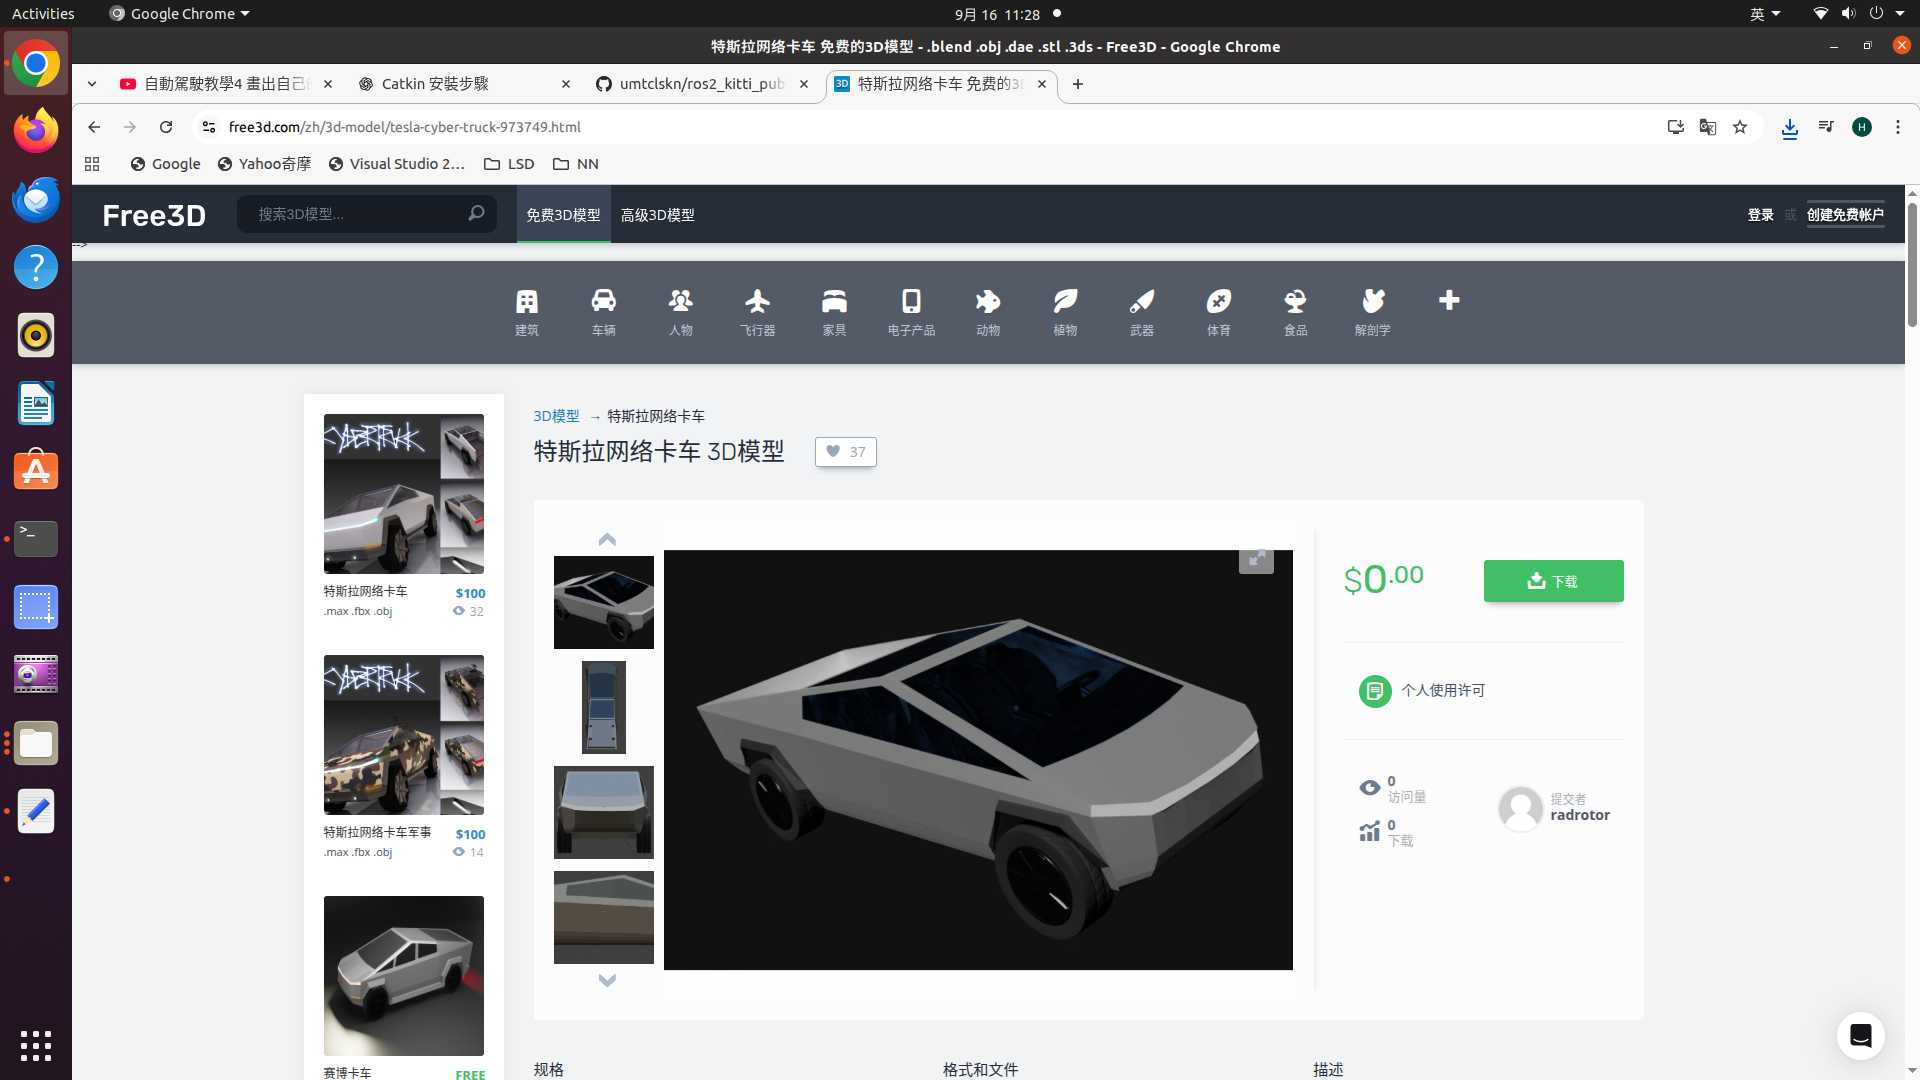 Activities
Google Chrome
9月 16 11:28
英
特斯拉网络卡车 免费的3D模型 - .blend .obj .dae .stl .3ds - Free3D - Google Chrome
自動駕駛教學4 畫出自己
Catkin 安裝步驟
umtclskn/ros2_kitti_pub
3D 特斯拉网络卡车 免费的3D
free3d.com/zh/3d-model/tesla-cyber-truck-973749.html
H
Google
Yahoo奇摩
Visual Studio 2...
LSD
NN
Free3D
搜索3D模型...
免费3D模型
高级3D模型
登录 或 创建免费帐户
-->
建筑
车辆
人物
飞行器
家具
电子产品
动物
植物
武器
体育
食品
解剖学
CYBERTRUCK
特斯拉网络卡车
$100
.max .fbx .obj
32
CYBERTRUCK
特斯拉网络卡车军事
$100
.max .fbx .obj
14
赛博卡车
FREE
3D模型 → 特斯拉网络卡车
特斯拉网络卡车 3D模型
37
$0.00
下载
个人使用许可
0
访问量
0
下载
提交者
radrotor
规格
格式和文件
描述